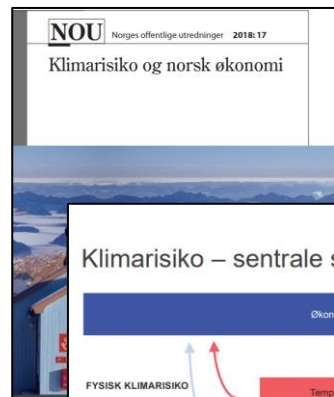 NOU Norges offentlige utredninger 2018: 17
Klimarisiko og norsk økonomi
Klimarisiko – sentrale
FYSISK KLIMARISIKO